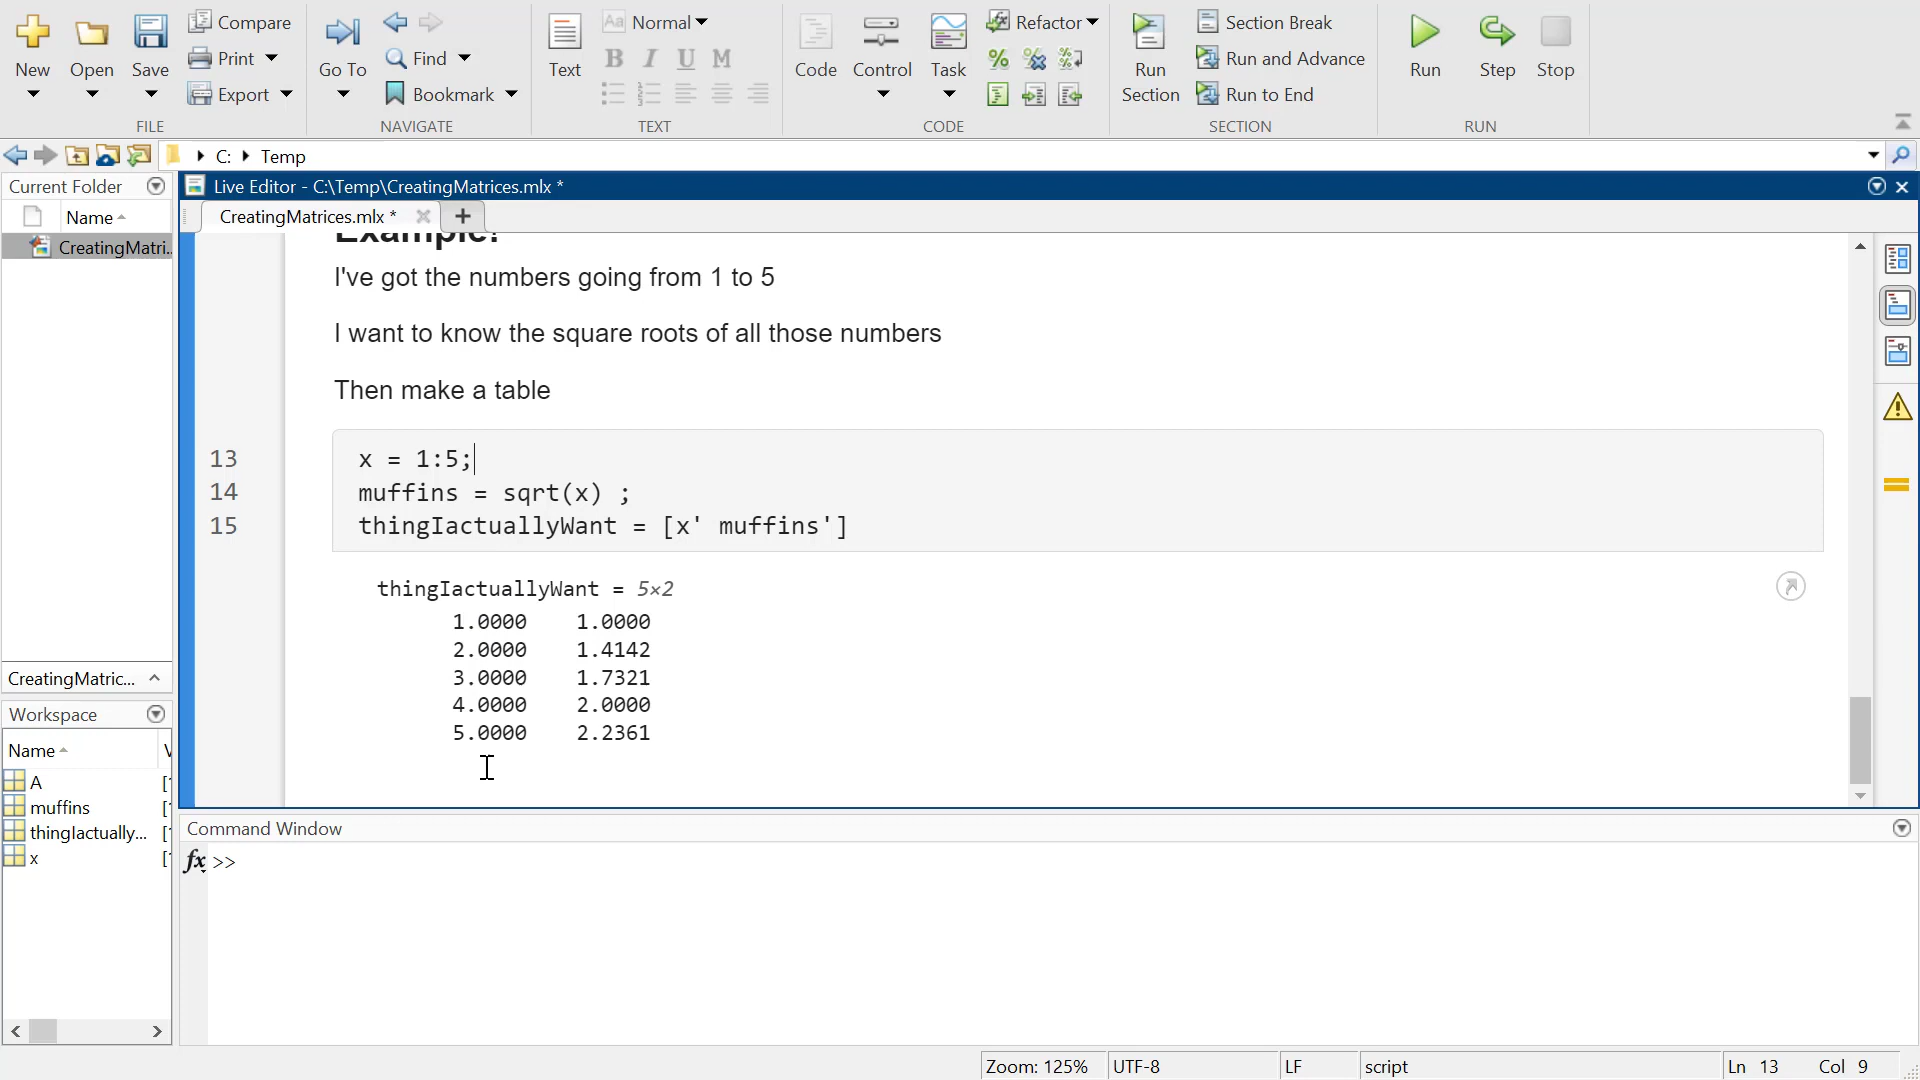 New
Open
Save
Compare
Print
Export
FILE
Go To
Find
Bookmark
NAVIGATE
Text
Aa Normal
B I U M
TEXT
Code
Control
Task
Refactor
CODE
Run Section
Section Break
Run and Advance
Run to End
SECTION
Run
Step
Stop
RUN
C: Temp
Current Folder
Name
CreatingMatri...
CreatingMatric...
Workspace
Name
A
muffins
thingIactually...
x
Live Editor - C:\Temp\CreatingMatrices.mlx *
CreatingMatrices.mlx *
Example!
I've got the numbers going from 1 to 5
I want to know the square roots of all those numbers
Then make a table
13 x = 1:5;
14 muffins = sqrt(x) ;
15 thingIactuallyWant = [x' muffins']
thingIactuallyWant = 5×2
1.0000 1.0000
2.0000 1.4142
3.0000 1.7321
4.0000 2.0000
5.0000 2.2361
Command Window
fx >>
Zoom: 125% UTF-8 LF script Ln 13 Col 9